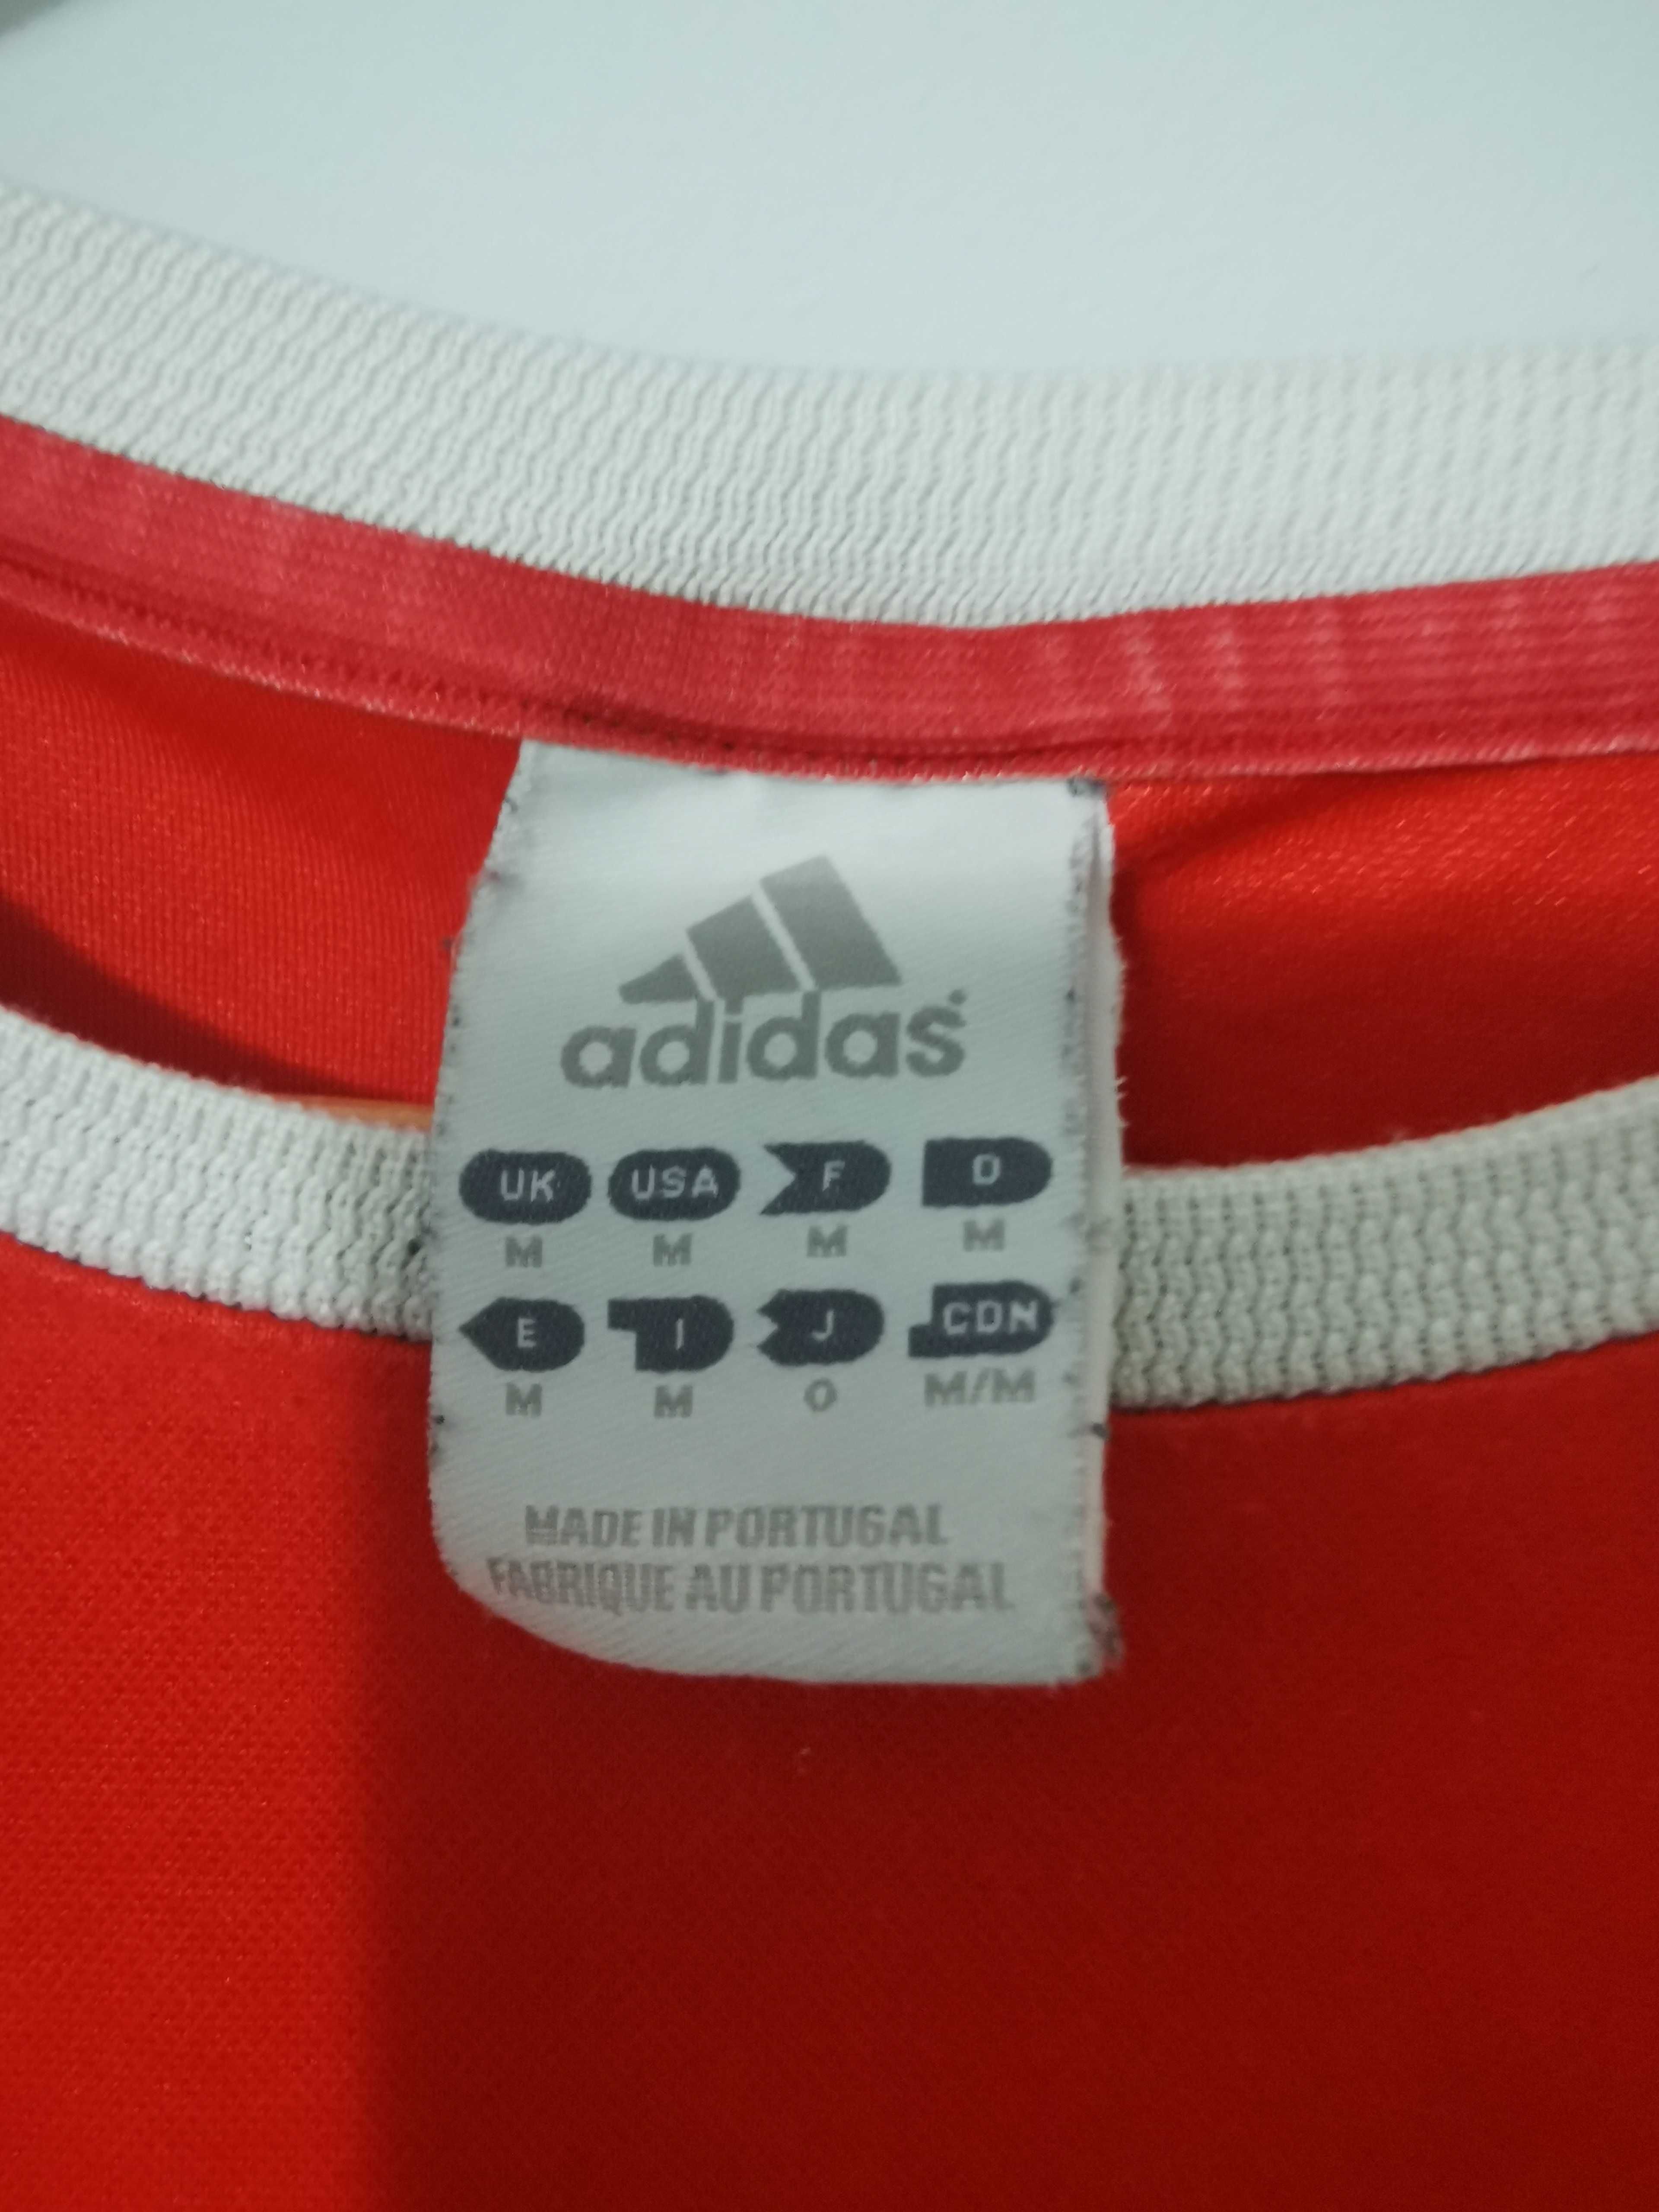 adidas
UK USA F D
M M M M
E I J CDN
M M O M/M
MADE IN PORTUGAL
FABRIQUE AU PORTUGAL